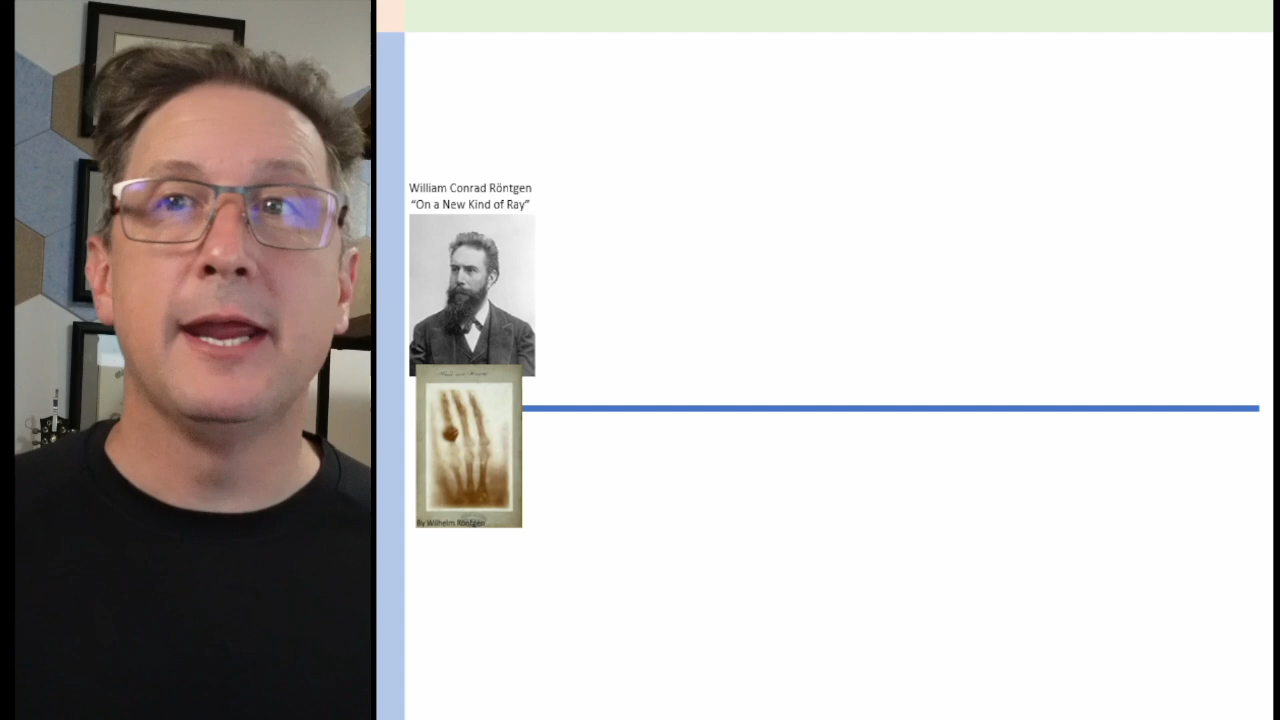 William Conrad Röntgen
“On a New Kind of Ray”
By Wilhelm Röntgen